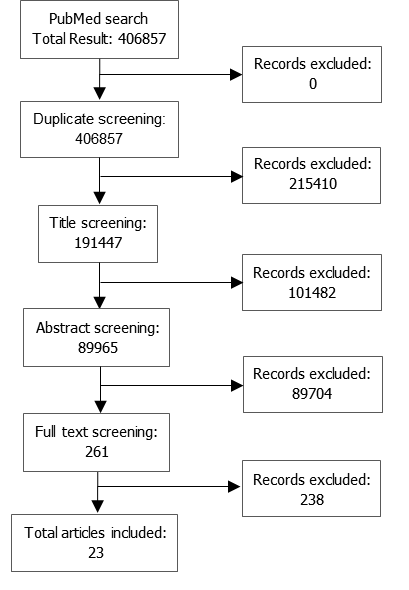 PubMed search
Total Result: 406857
Records excluded:
0
Duplicate screening:
406857
Records excluded:
215410
Title screening:
191447
Records excluded:
101482
Abstract screening:
89965
Records excluded:
89704
Full text screening:
261
Records excluded:
238
Total articles included:
23